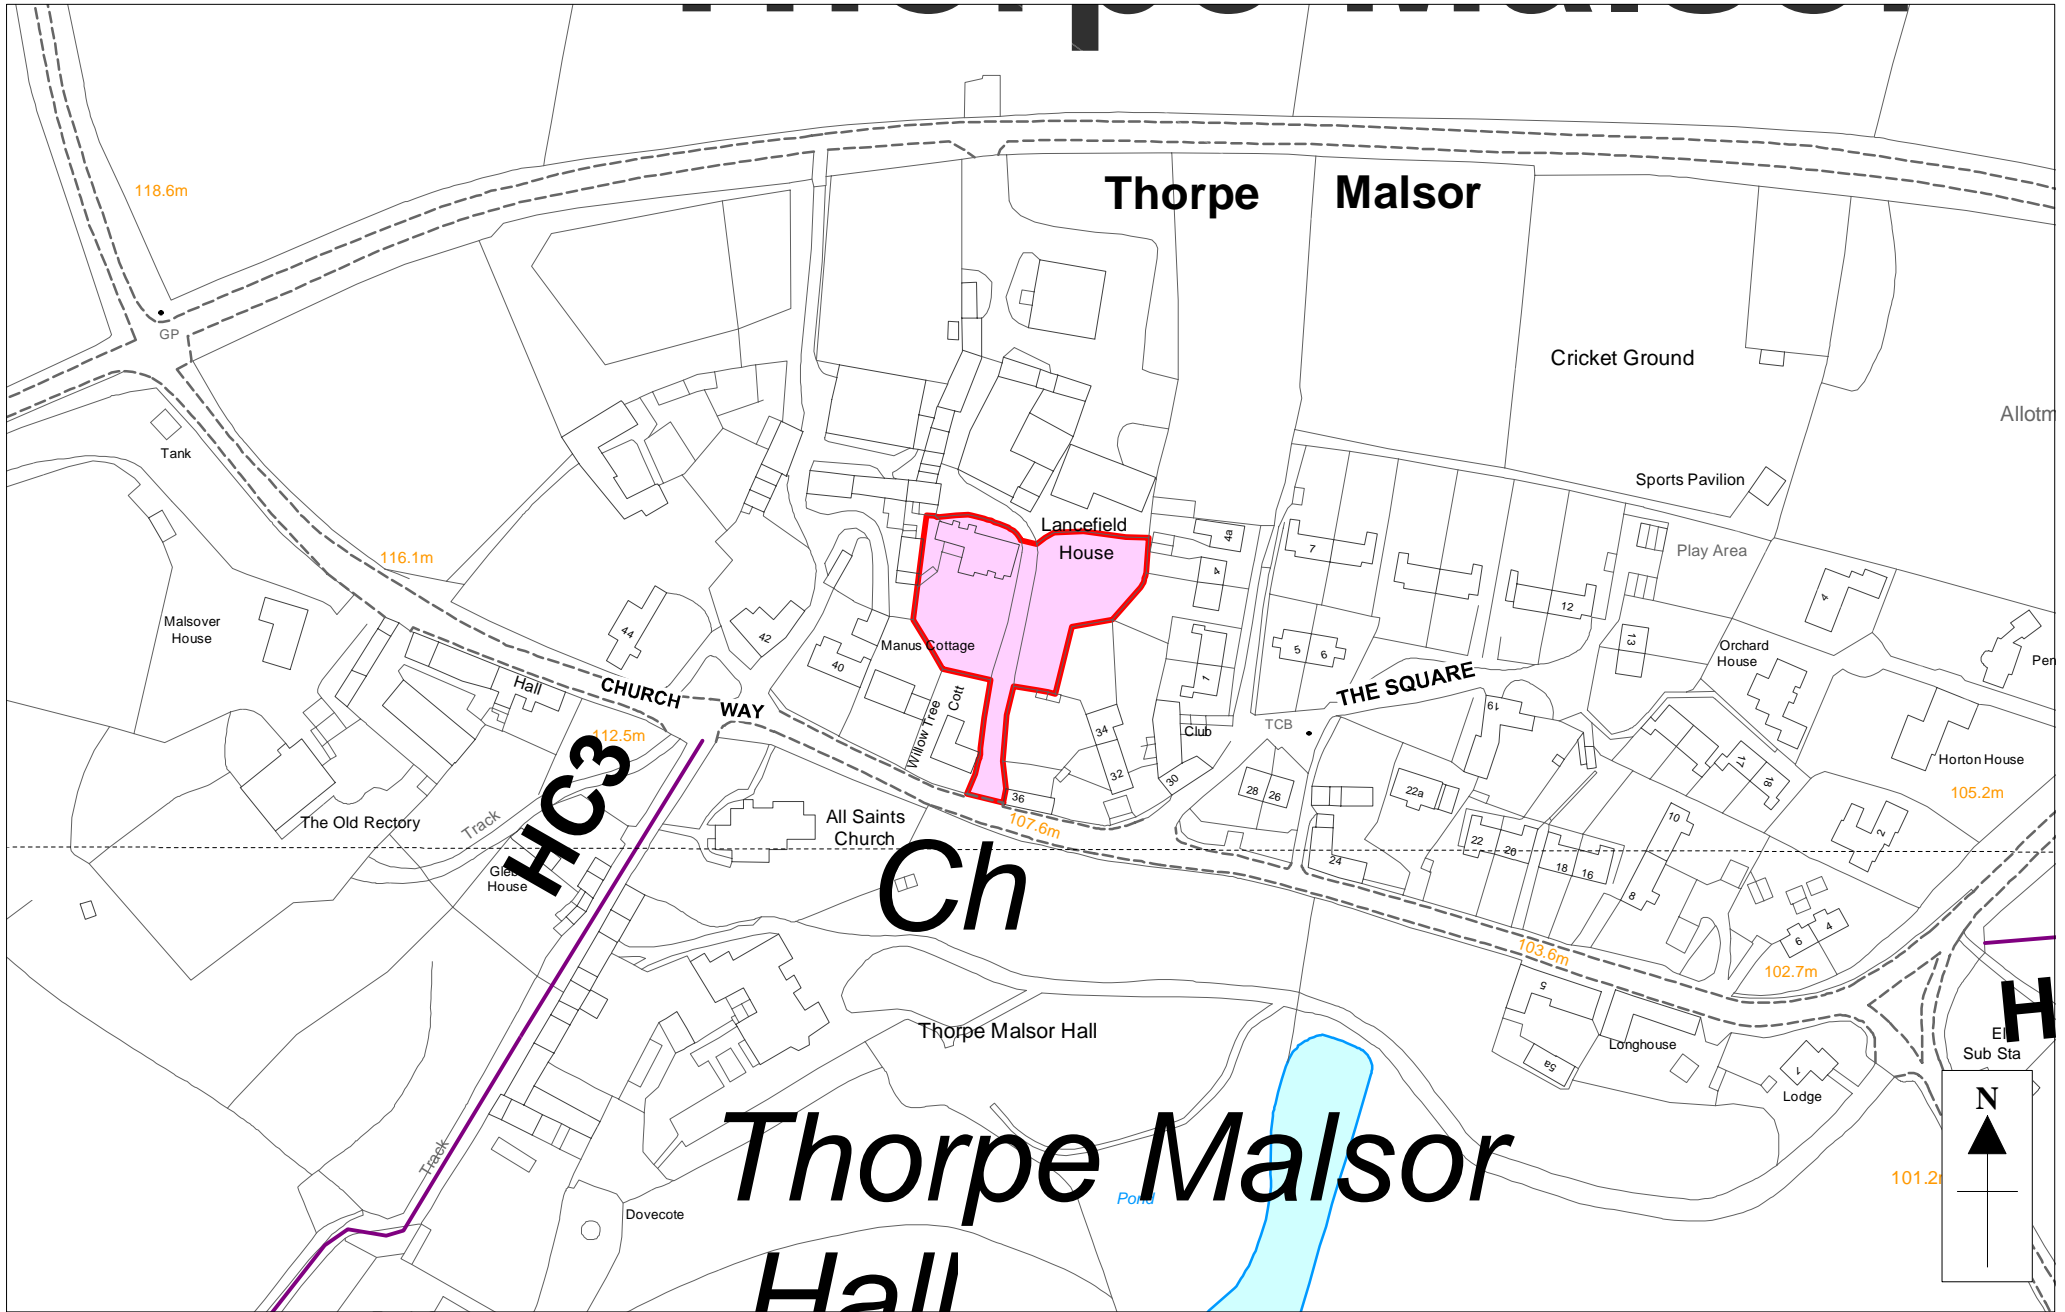 Thorpe Malsor
118.6m
Thorpe Malsor
GP
Cricket Ground
Allotm
Tank
Sports Pavilion
Lancefield
House
4a
7
Play Area
116.1m
4
12
4
Malsover
House
44
42
13
Manus Cottage
5
6
Orchard
House
40
Pen
Hall
CHURCH WAY
Willow Tree
Cott
1
THE SQUARE
19
112.5m
34
Club
TCB
HC3
32
30
17
18
Horton House
28
26
22a
36
105.2m
The Old Rectory
Track
All Saints
Church
107.6m
10
2
22
20
24
18
16
Ch
House
8
6
4
103.6m
102.7m
5
H
Thorpe Malsor Hall
Longhouse
5a
El
Sub Sta
1
Lodge
N
Track
Thorpe Malsor
Hall
Pond
101.2
Dovecote